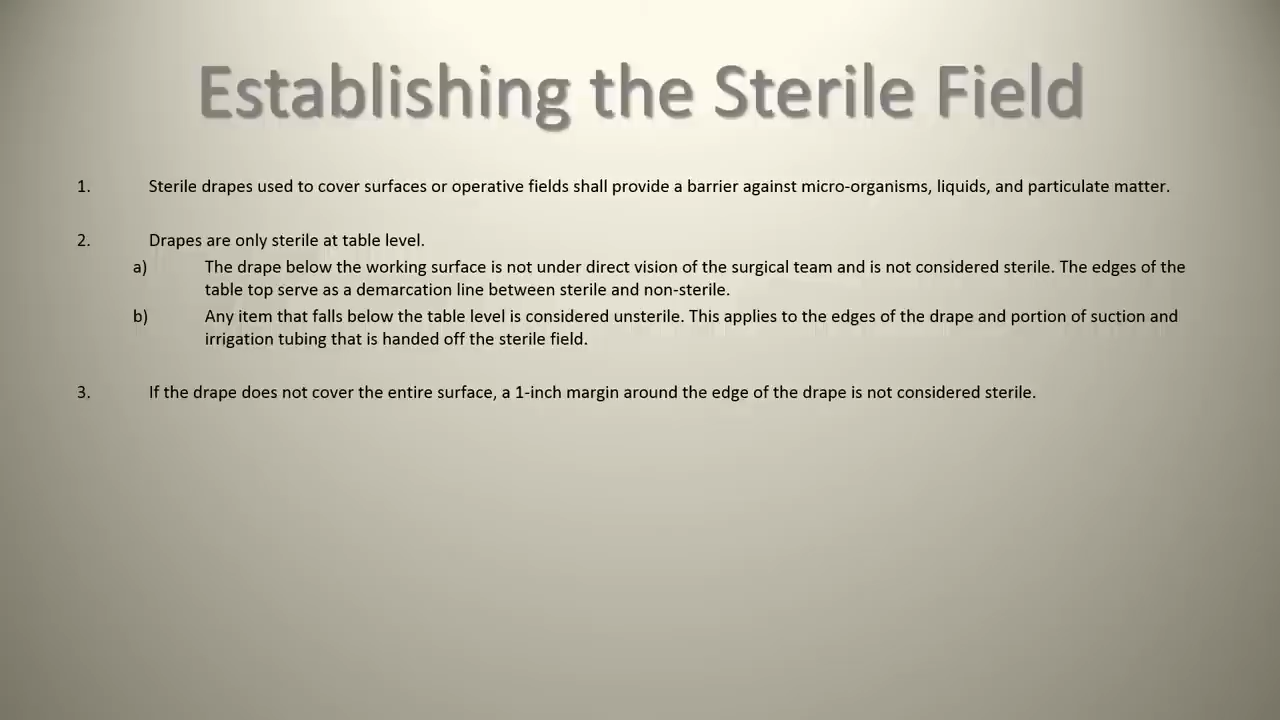 Establishing the Sterile Field
1. Sterile drapes used to cover surfaces or operative fields shall provide a barrier against micro-organisms, liquids, and particulate matter.
2. Drapes are only sterile at table level.
a) The drape below the working surface is not under direct vision of the surgical team and is not considered sterile. The edges of the
table top serve as a demarcation line between sterile and non-sterile.
b) Any item that falls below the table level is considered unsterile. This applies to the edges of the drape and portion of suction and
irrigation tubing that is handed off the sterile field.
3. If the drape does not cover the entire surface, a 1-inch margin around the edge of the drape is not considered sterile.